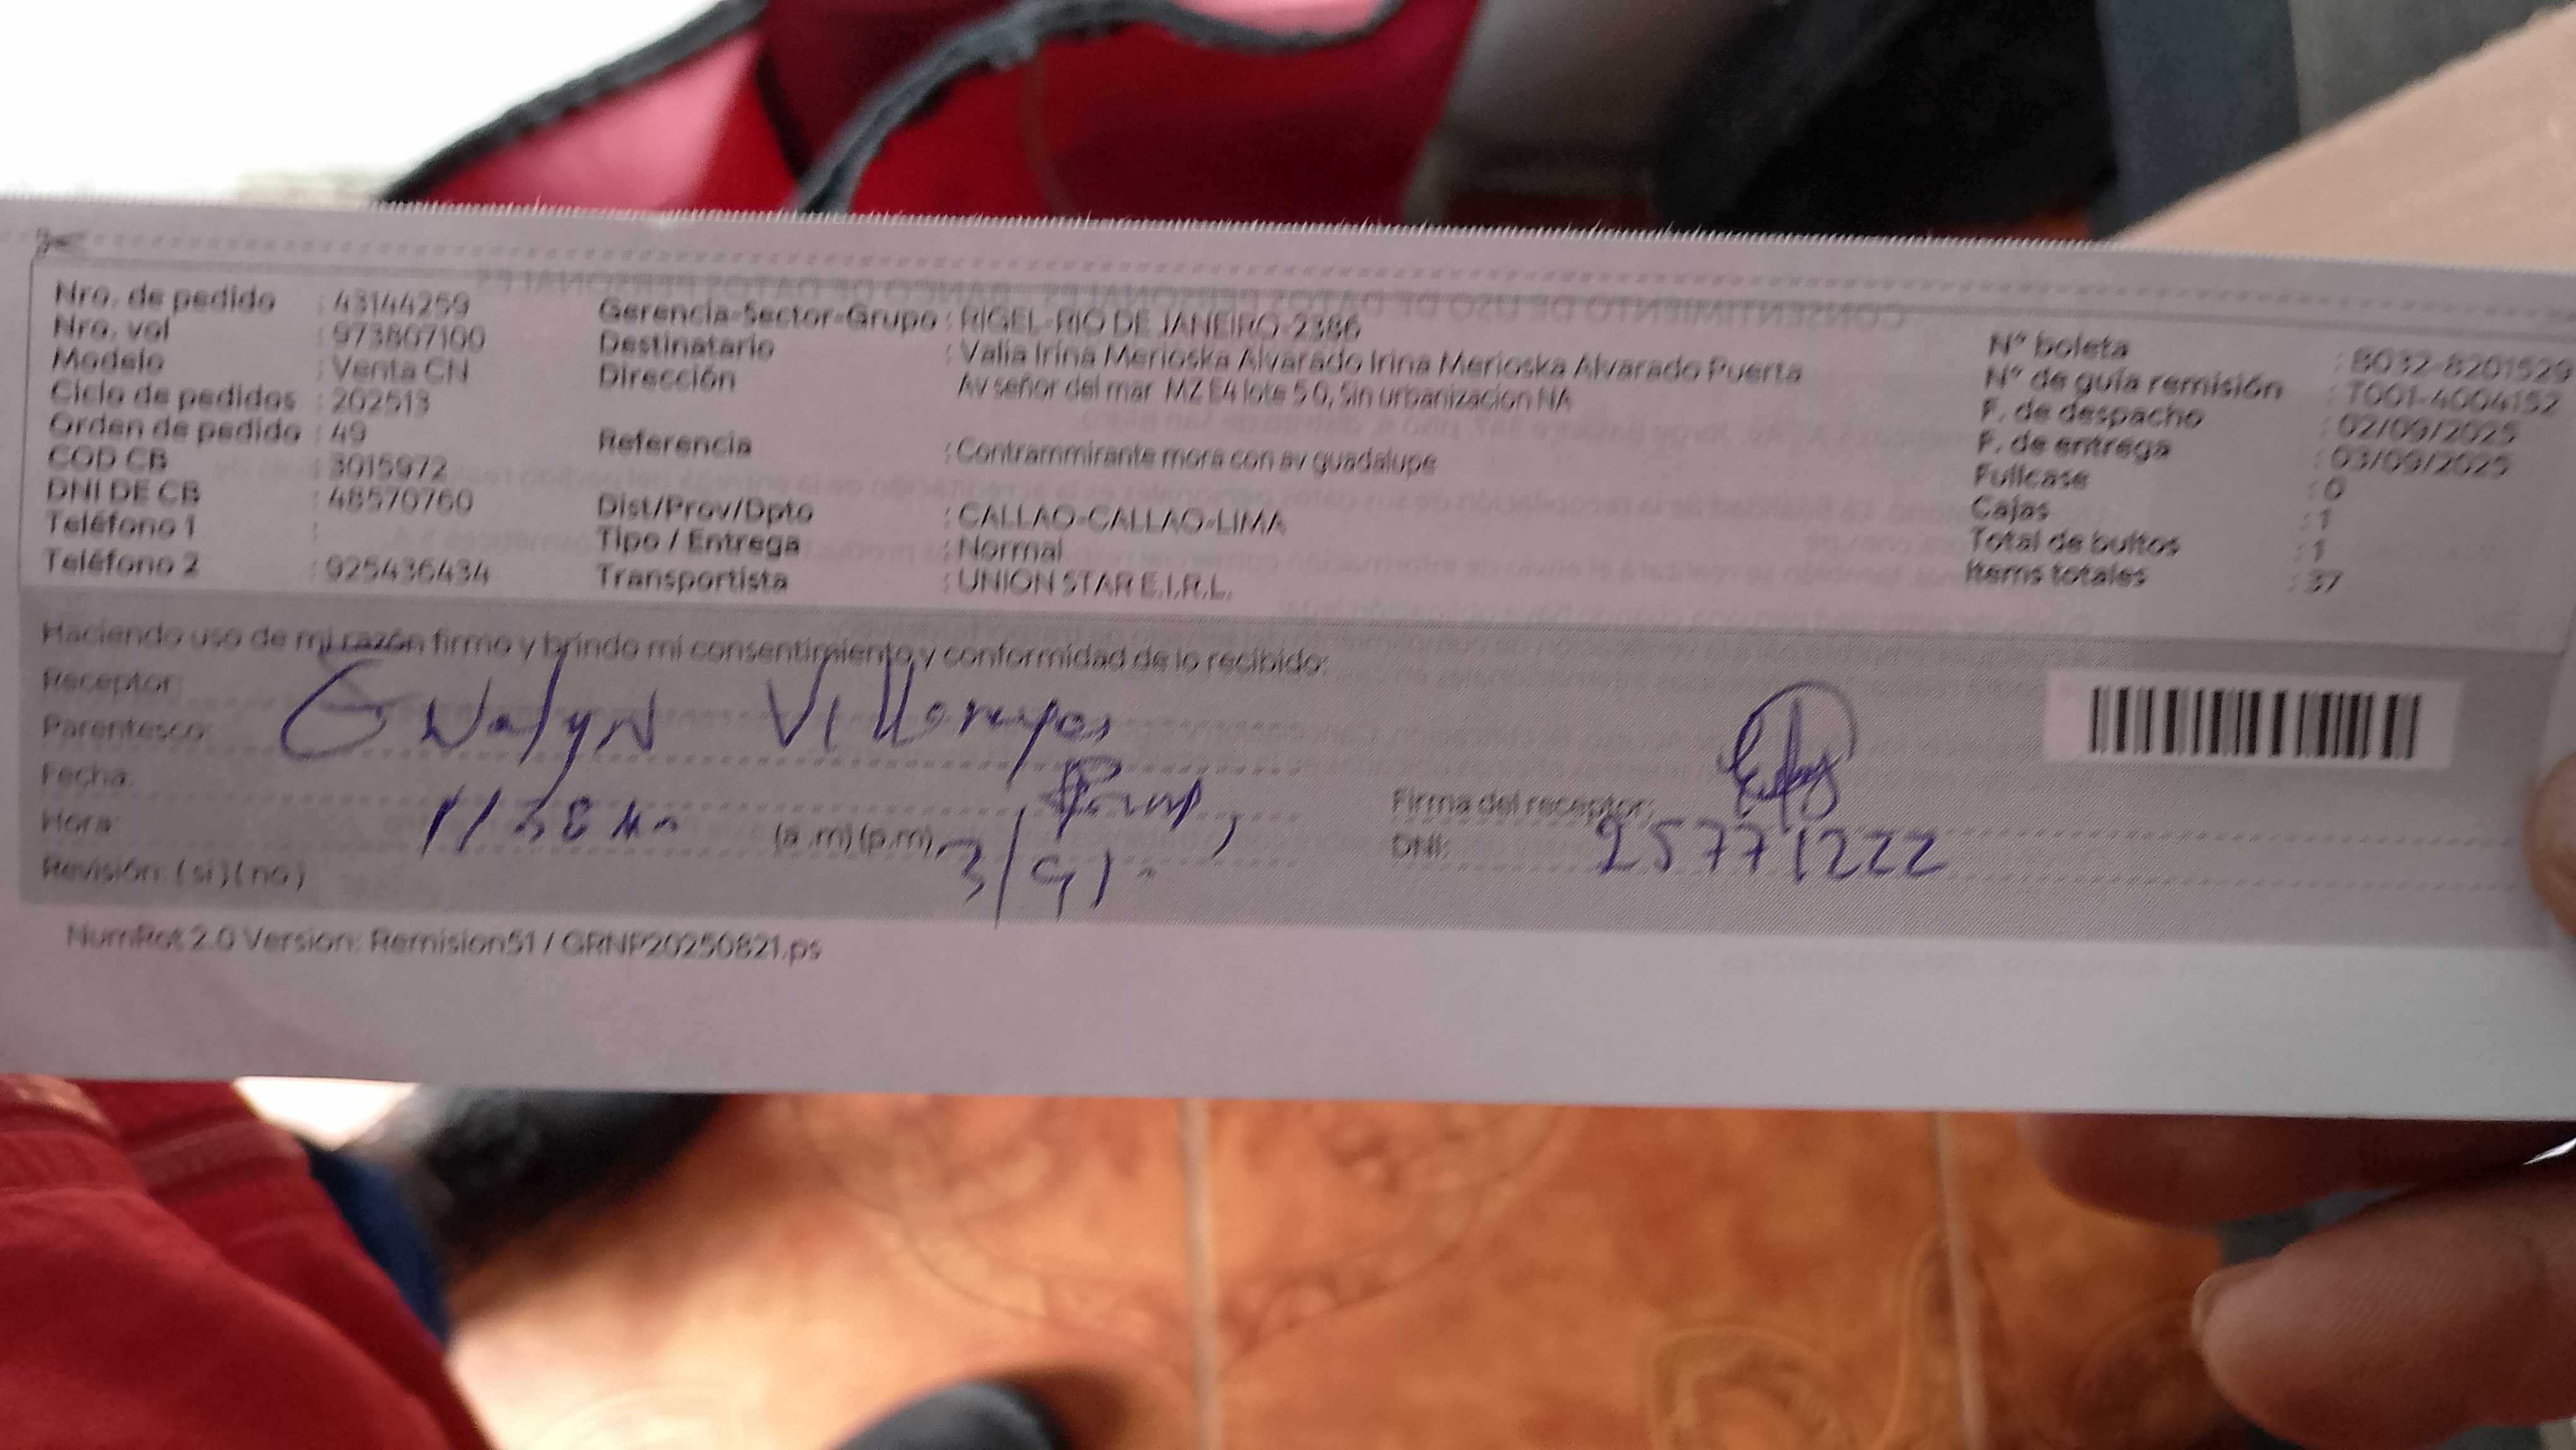 Nro. de pedido : 43144259
Nro. vol : 973807100
Modelo : Venta CN
Ciclo de pedidos : 202513
Orden de pedido : 49
COD CB : 3015972
DNI DE CB : 48570760
Teléfono 1 :
Teléfono 2 : 925436434
Gerencia-Sector-Grupo : RIGEL-RIO DE JANEIRO-2386
Destinatario : Valia Irina Merioska Alvarado Irina Merioska Alvarado Puerta
Dirección Av señor del mar MZ E4 lote 5 0, Sin urbanizacion NA
Referencia : Contrammirante mora con av guadalupe
Dist/Prov/Dpto : CALLAO-CALLAO-LIMA
Tipo / Entrega : Normal
Transportista : UNION STAR E.I.R.L.
N° boleta : B032-8201529
N° de guía remisión : T001-4004152
F. de despacho : 02/09/2025
F. de entrega : 03/09/2025
Fullcase : 0
Cajas : 1
Total de bultos : 1
Items totales : 37
Haciendo uso de mi razón firmo y brindo mi consentimiento y conformidad de lo recibido:
Receptor:
Parentesco:
Fecha:
Hora: (a .m) (p.m) 3/9/
Revisión: ( si ) ( no )
Firma del receptor:
DNI: 25771222
NumRot 2.0 Version: Remision51 / GRNP20250821.ps